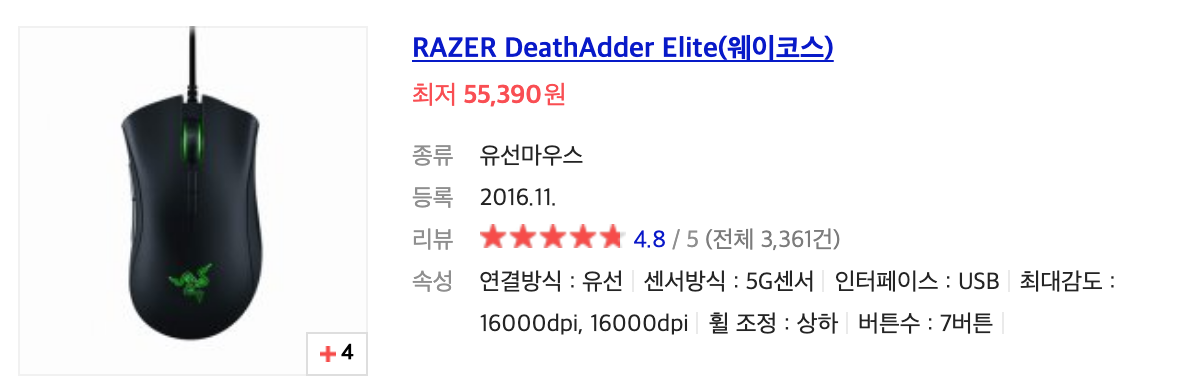 RAZER DeathAdder Elite(웨이코스)
최저 55,390원
종류 유선마우스
등록 2016.11.
리뷰 4.8 / 5 (전체 3,361건)
속성 연결방식 : 유선 | 센서방식 : 5G센서 | 인터페이스 : USB | 최대감도 :
16000dpi, 16000dpi | 휠 조정 : 상하 | 버튼수 : 7버튼 |
+4